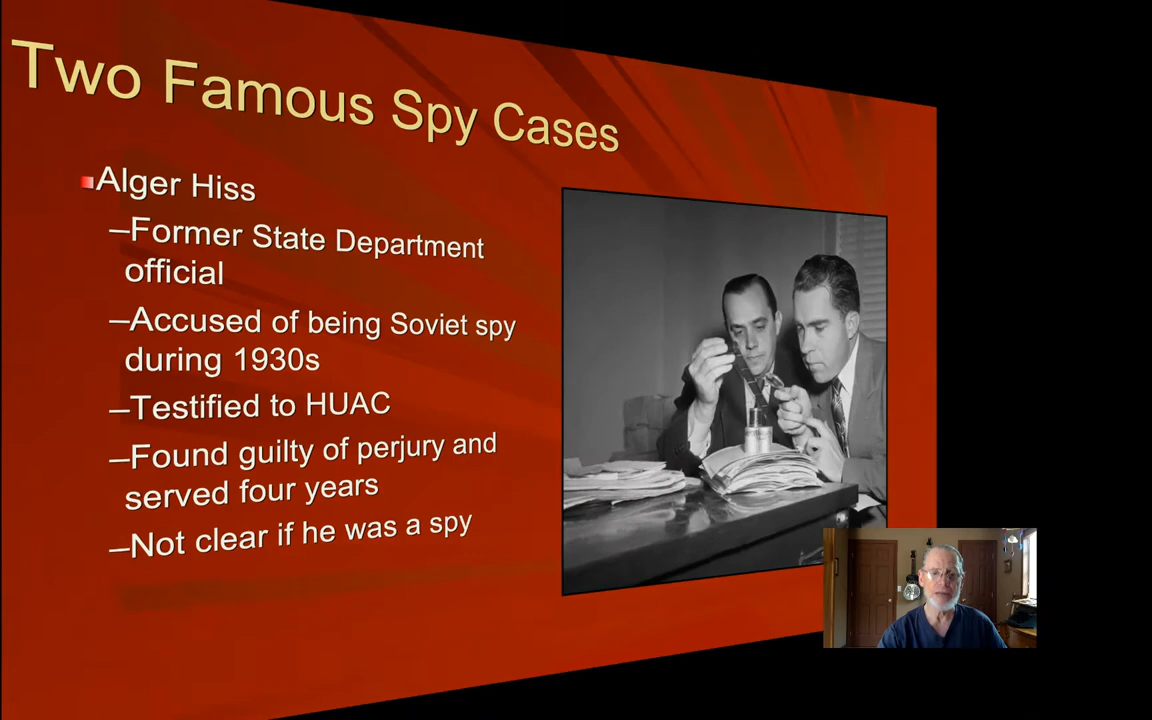 Two Famous Spy Cases
Alger Hiss
–Former State Department
official
–Accused of being Soviet spy
during 1930s
–Testified to HUAC
–Found guilty of perjury and
served four years
–Not clear if he was a spy